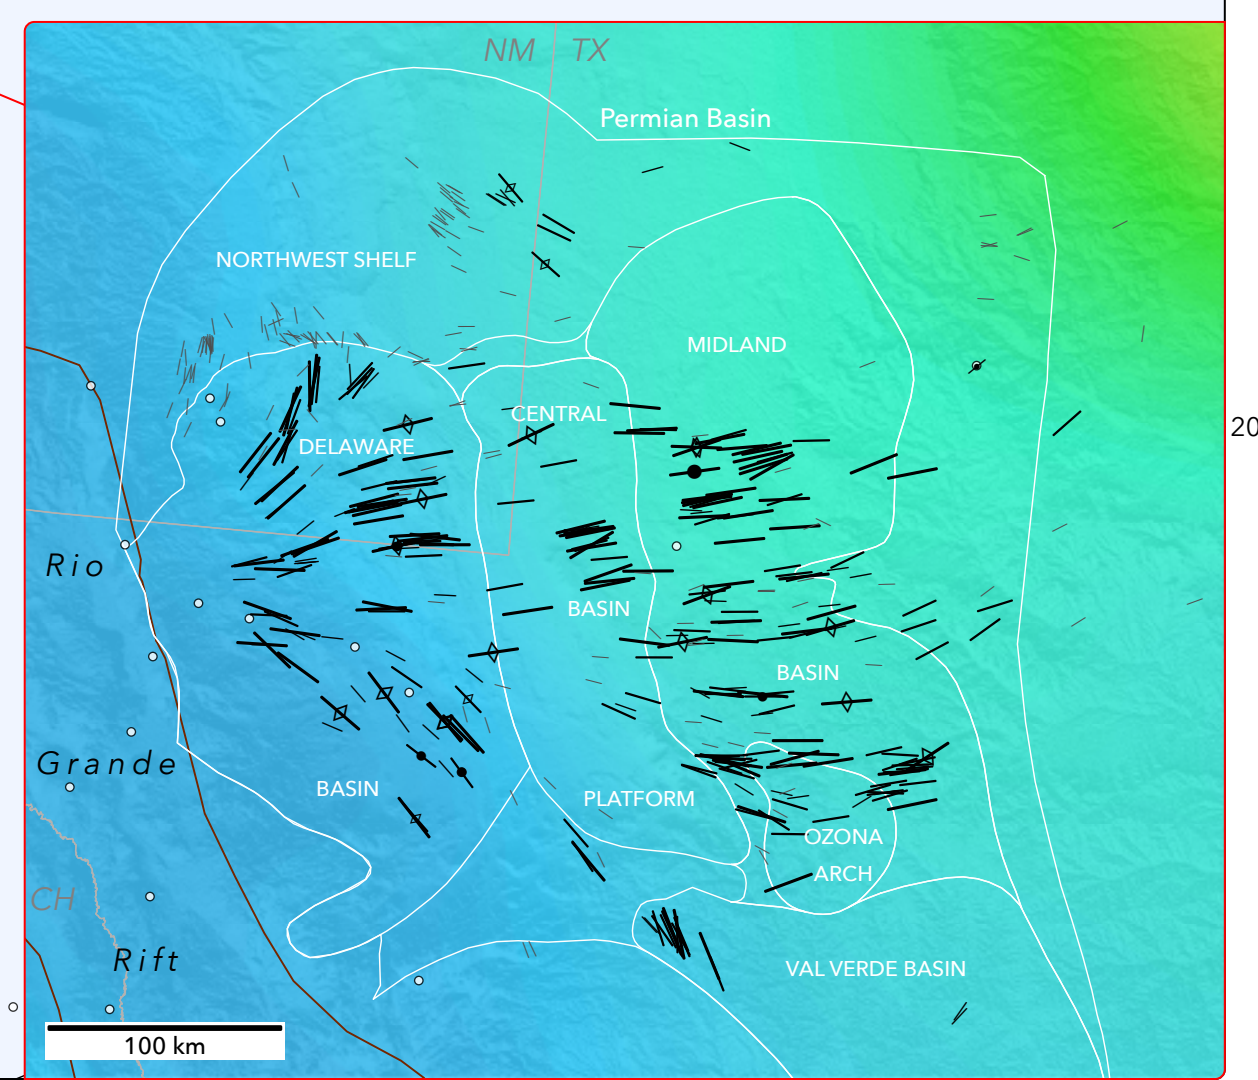 NM TX
Permian Basin
NORTHWEST SHELF
MIDLAND
CENTRAL
20
DELAWARE
Rio
BASIN
BASIN
Grande
BASIN
PLATFORM
OZONA
ARCH
CH
Rift
VAL VERDE BASIN
100 km